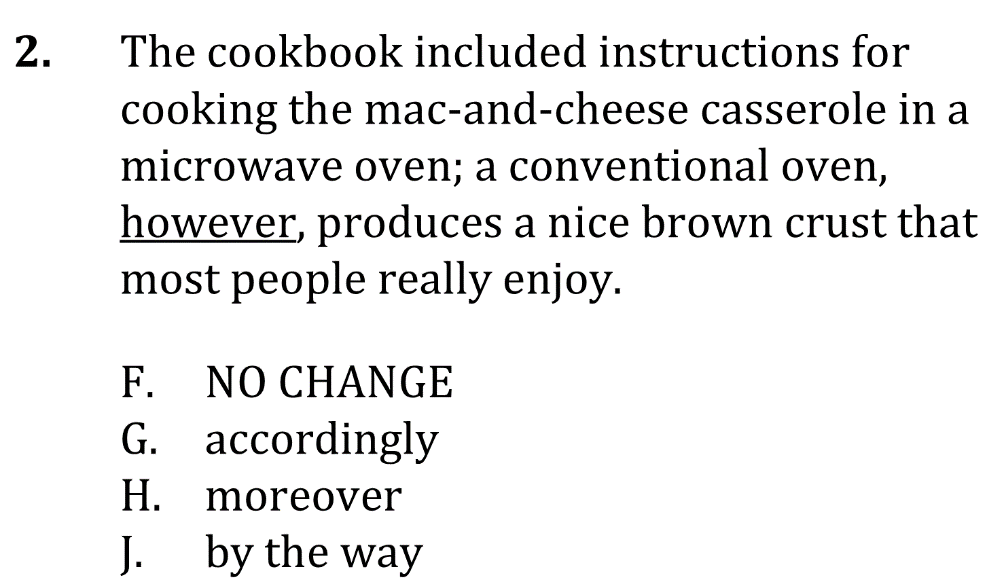 2. The cookbook included instructions for
cooking the mac-and-cheese casserole in a
microwave oven; a conventional oven,
however, produces a nice brown crust that
most people really enjoy.
F. NO CHANGE
G. accordingly
H. moreover
J. by the way